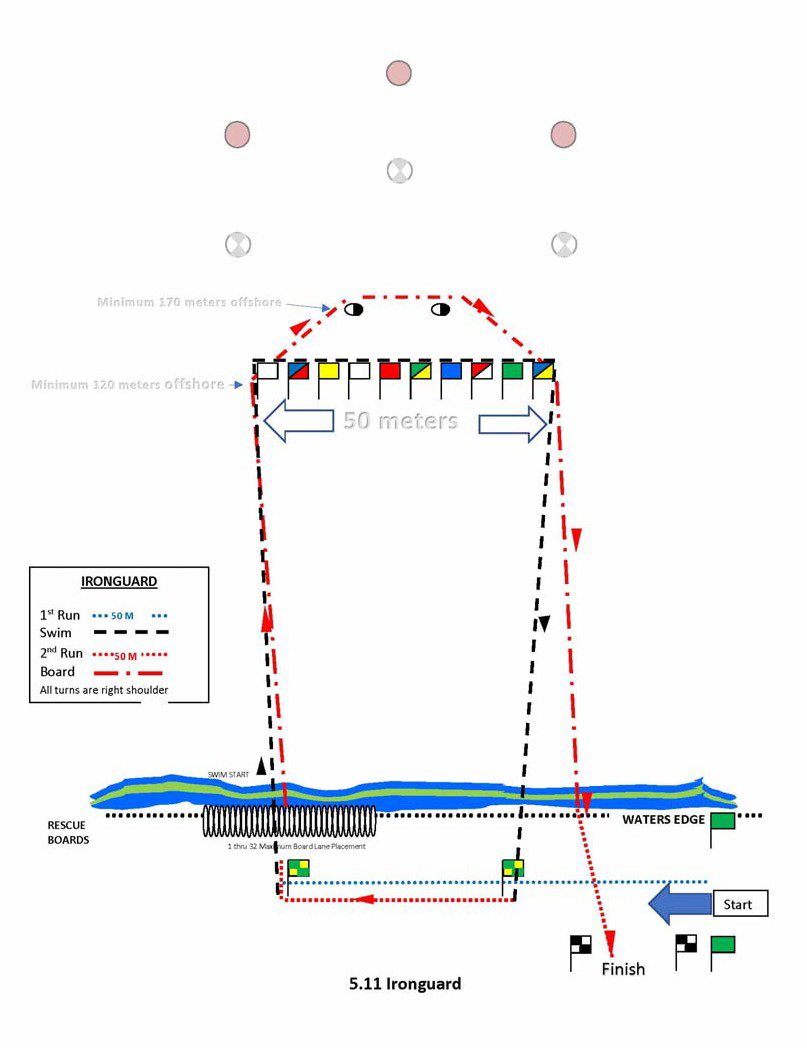 Minimum 170 meters offshore
Minimum 120 meters offshore
50 meters
IRONGUARD
1st Run 50 M
Swim
2nd Run 50 M
Board
All turns are right shoulder
SWIM START
RESCUE
BOARDS
WATERS EDGE
1 thru 32 Maximum Board Lane Placement
Start
Finish
5.11 Ironguard